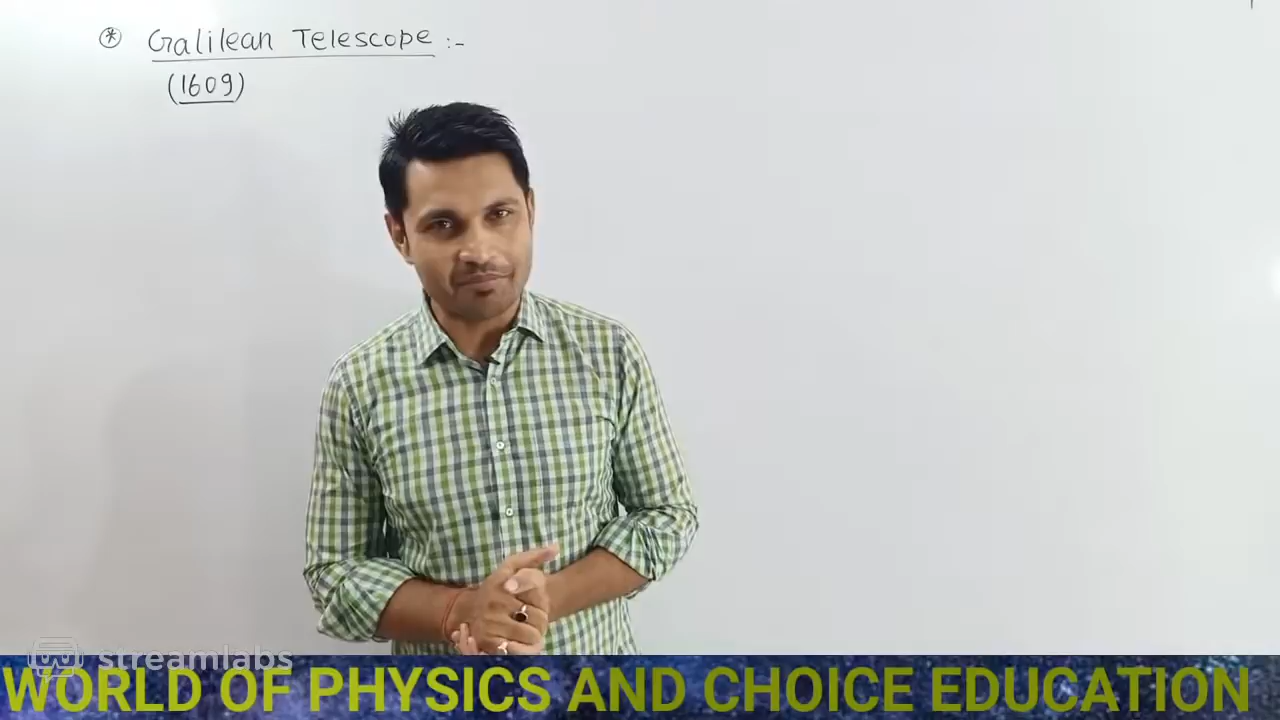 * Galilean Telescope :-
(1609)
streamlabs
WORLD OF PHYSICS AND CHOICE EDUCATION